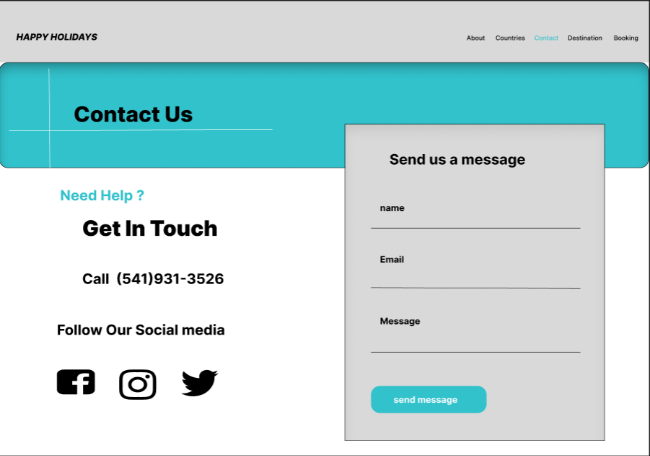 HAPPY HOLIDAYS
About Countries Contact Destination Booking
Contact Us
Need Help ?
Get In Touch
Call (541)931-3526
Follow Our Social media
Send us a message
name
Email
Message
send message